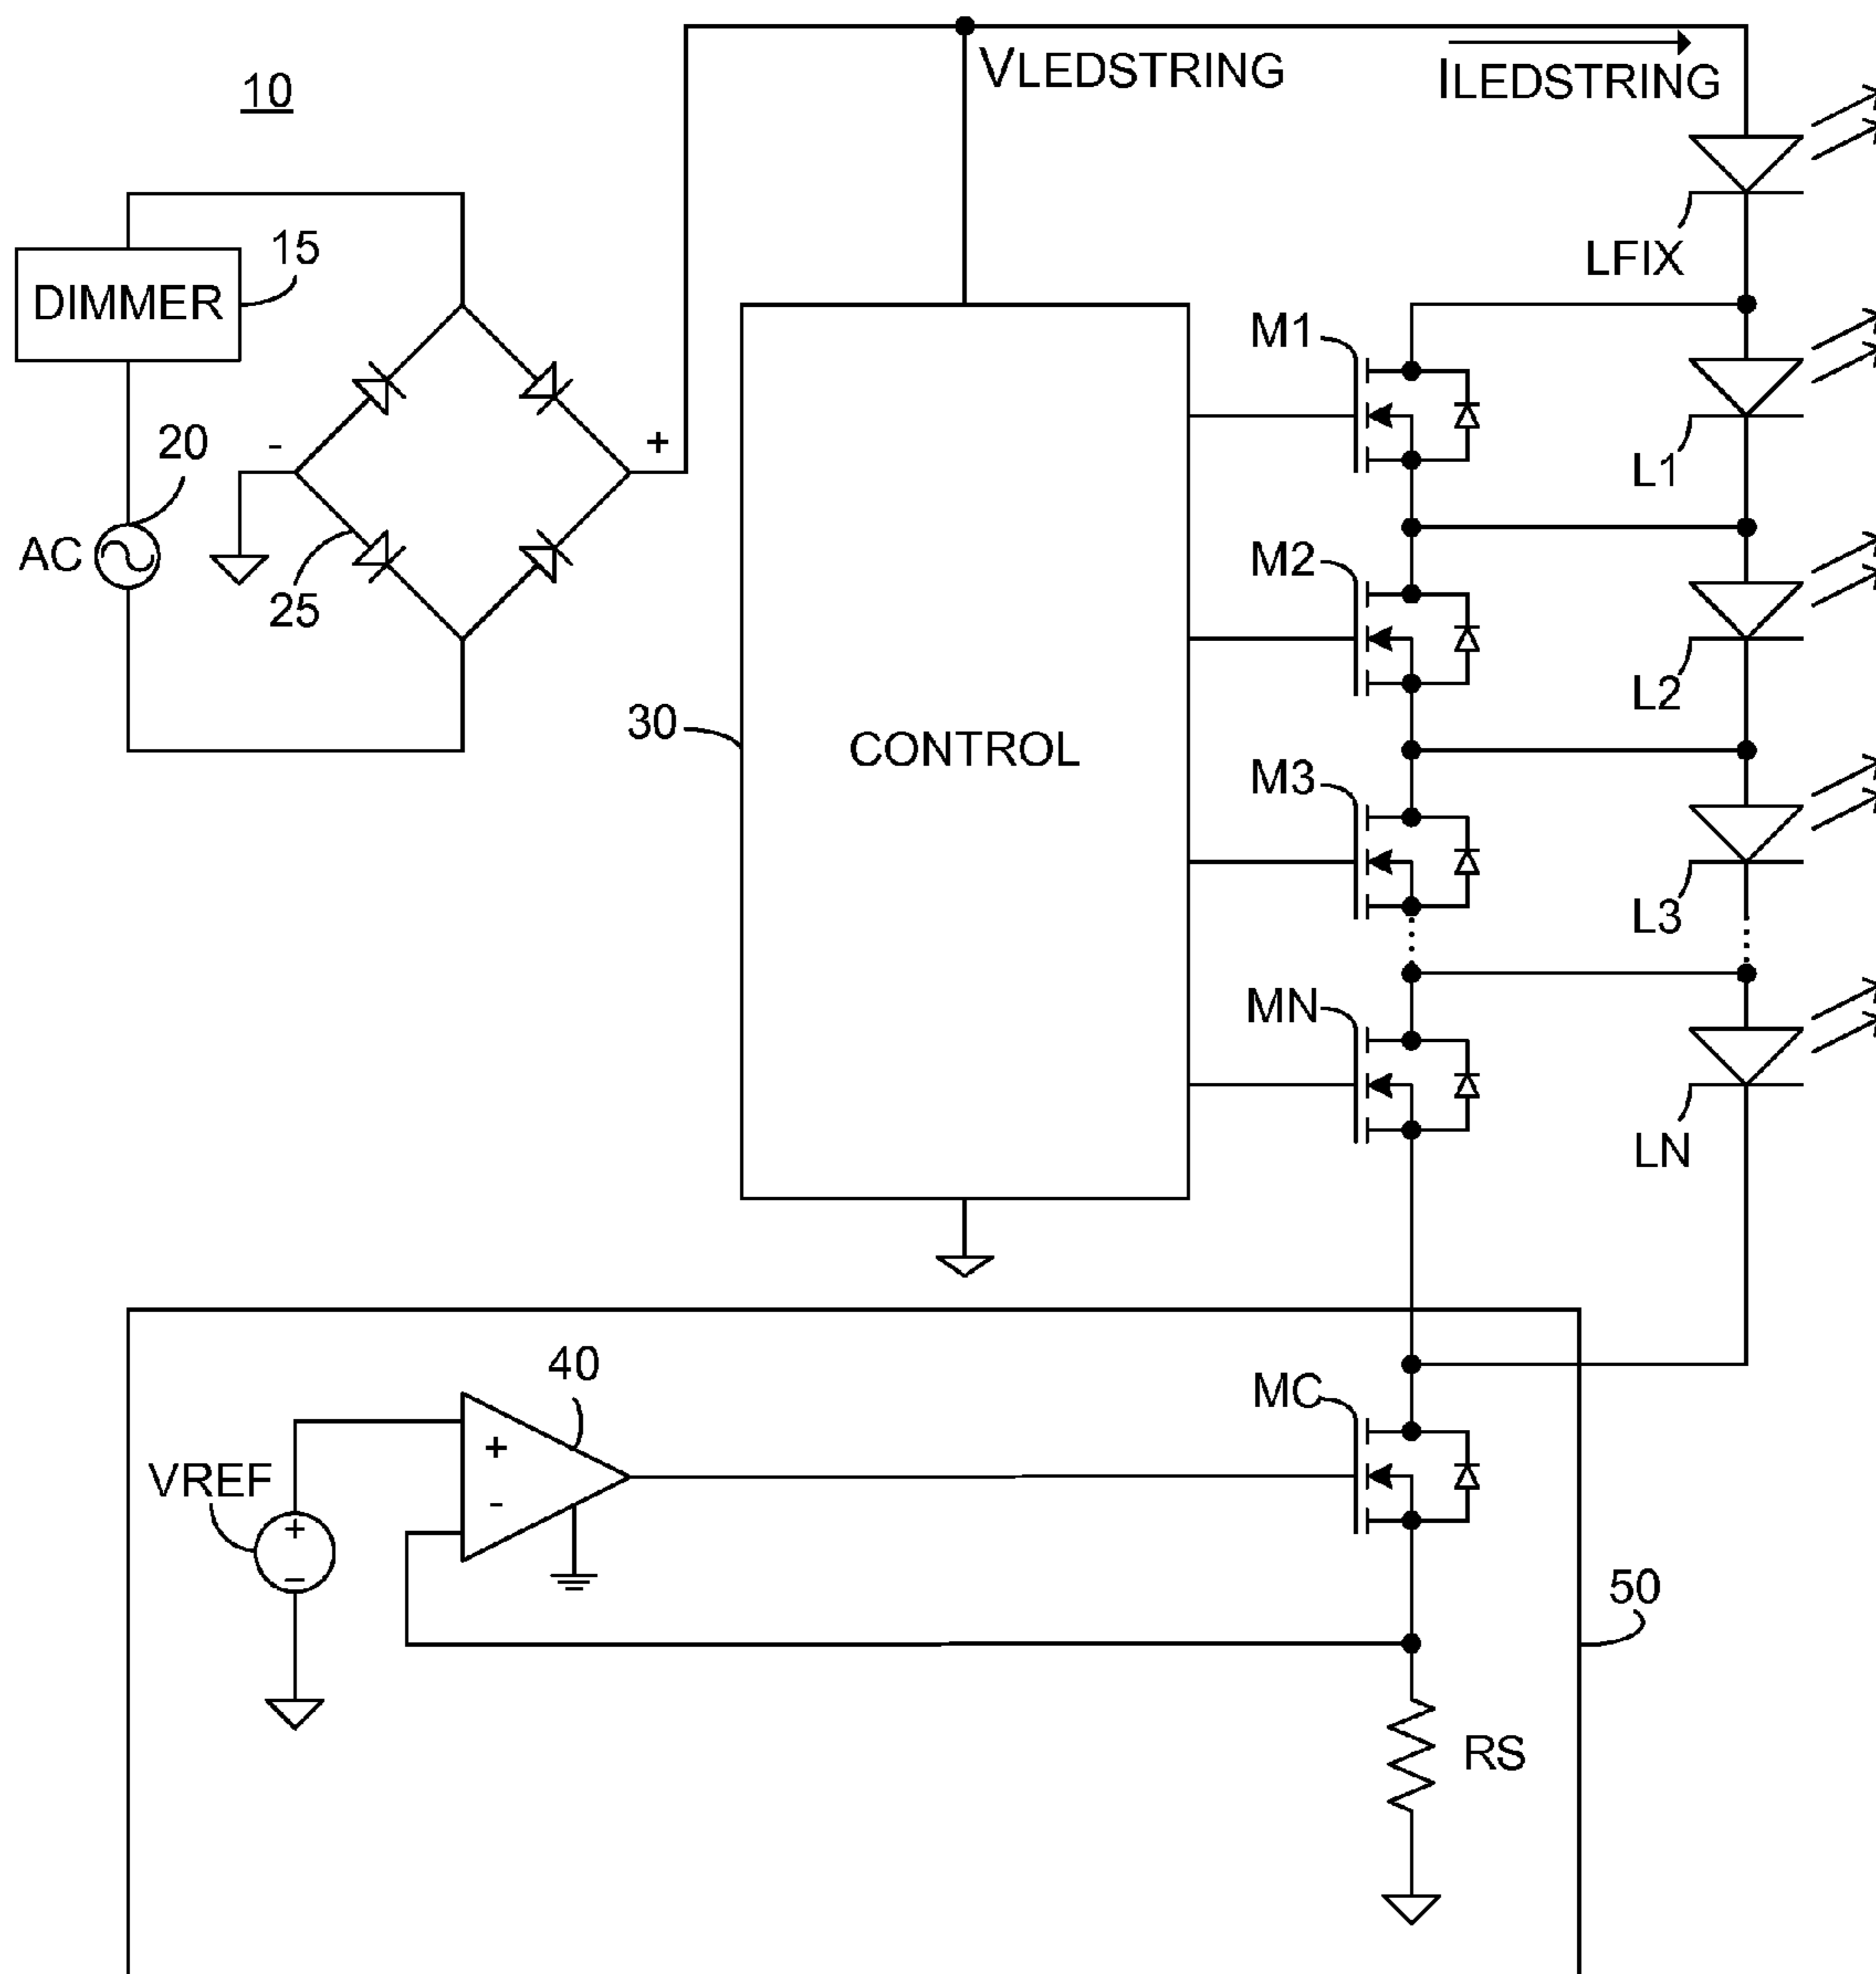 10
VLEDSTRING
ILEDSTRING
DIMMER
15
LFIX
M1
20
-
+
L1
AC
25
M2
L2
30
CONTROL
M3
L3
MN
LN
40
MC
VREF
+
-
+
-
50
RS